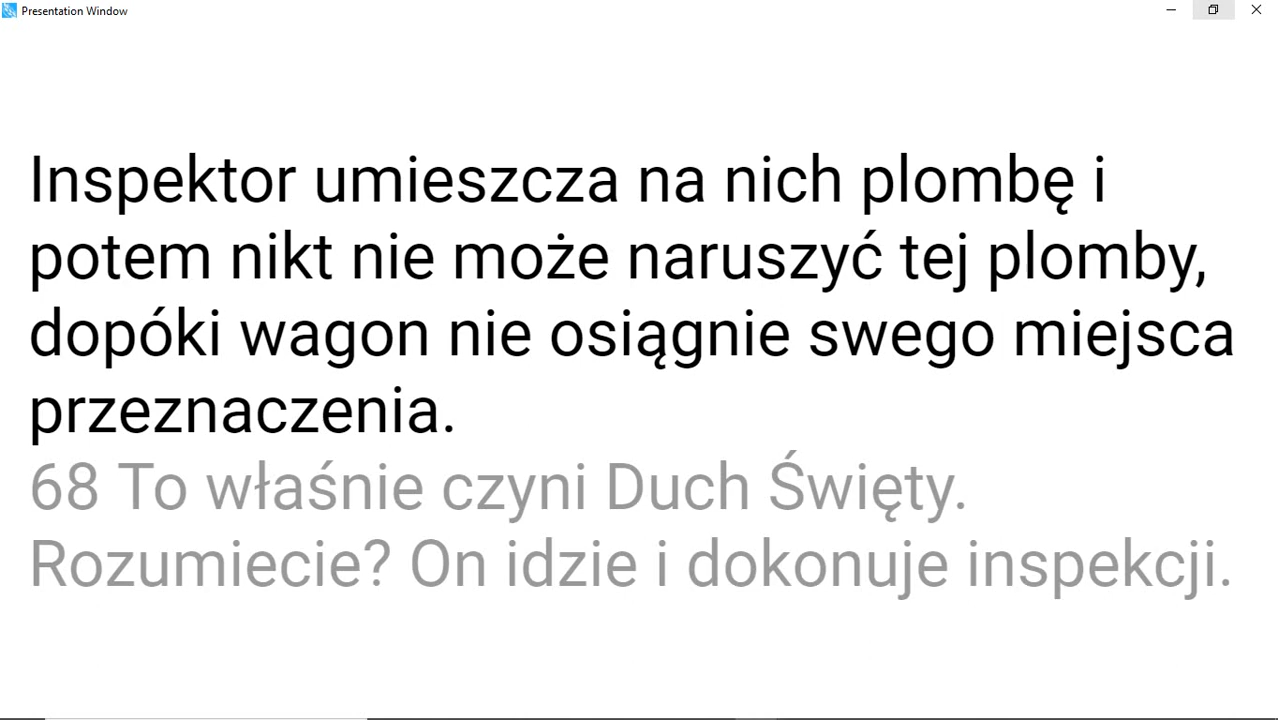 Presentation Window
Inspektor umieszcza na nich plombę i
potem nikt nie może naruszyć tej plomby,
dopóki wagon nie osiągnie swego miejsca
przeznaczenia.
68 To właśnie czyni Duch Święty.
Rozumiecie? On idzie i dokonuje inspekcji.